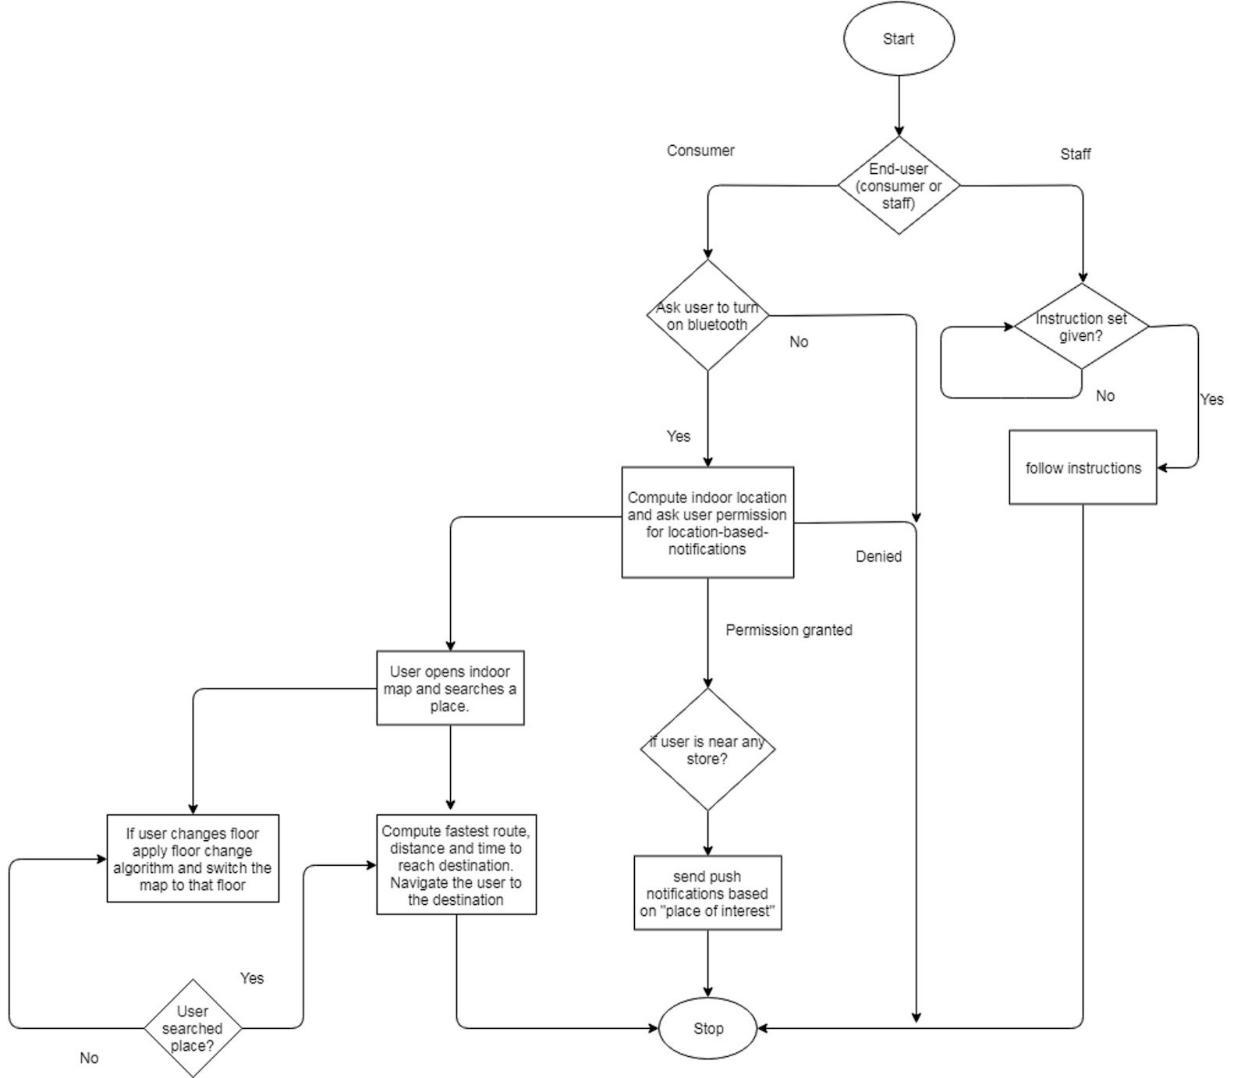 Start
Consumer
Staff
End-user
(consumer or
staff)
Ask user to turn
on bluetooth
No
Instruction set
given?
No
Yes
Yes
follow instructions
Compute indoor location
and ask user permission
for location-based-
notifications
Denied
Permission granted
User opens indoor
map and searches a
place.
if user is near any
store?
If user changes floor
apply floor change
algorithm and switch the
map to that floor
Compute fastest route,
distance and time to
reach destination.
Navigate the user to
the destination
send push
notifications based
on "place of interest"
Yes
User
searched
place?
No
Stop